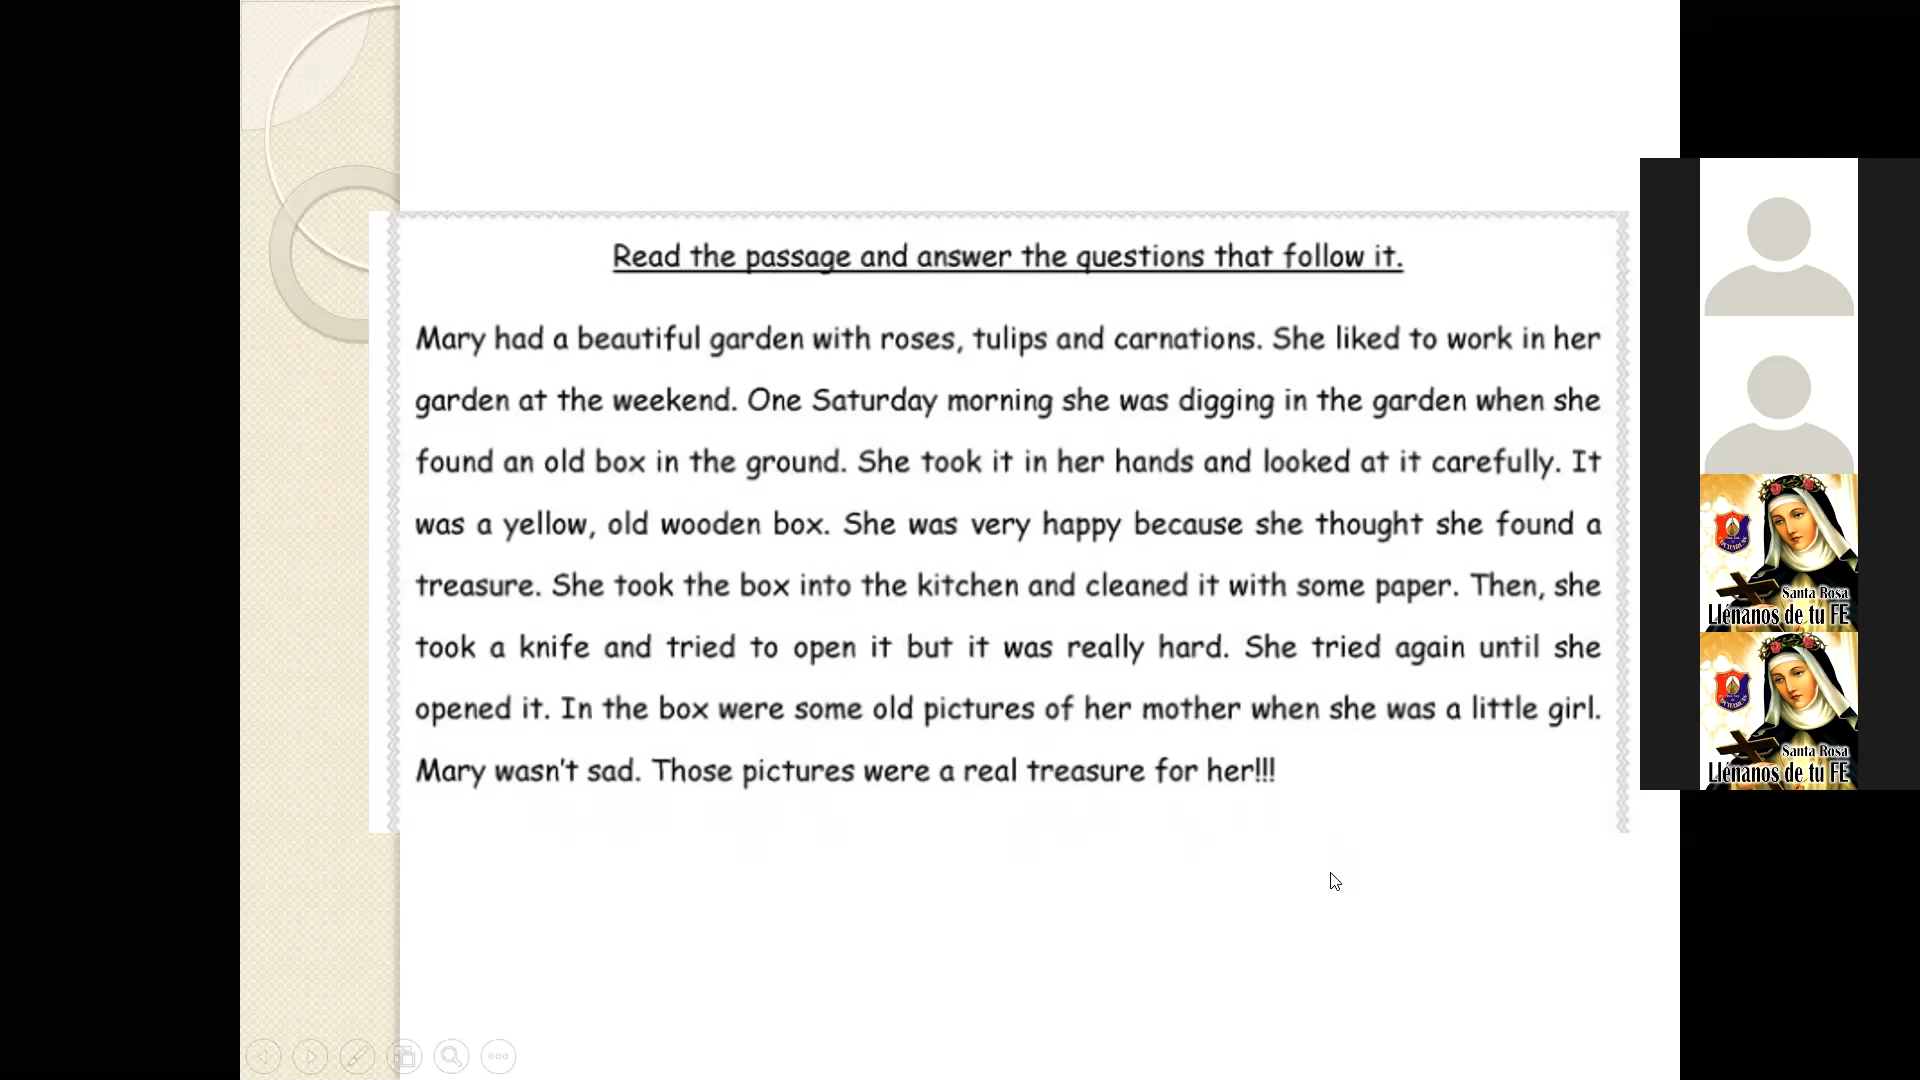 Read the passage and answer the questions that follow it.
Mary had a beautiful garden with roses, tulips and carnations. She liked to work in her
garden at the weekend. One Saturday morning she was digging in the garden when she
found an old box in the ground. She took it in her hands and looked at it carefully. It
was a yellow, old wooden box. She was very happy because she thought she found a
treasure. She took the box into the kitchen and cleaned it with some paper. Then, she
took a knife and tried to open it but it was really hard. She tried again until she
opened it. In the box were some old pictures of her mother when she was a little girl.
Mary wasn't sad. Those pictures were a real treasure for her!!!
Santa Rosa
Llénanos de tu FE
Santa Rosa
Llénanos de tu FE